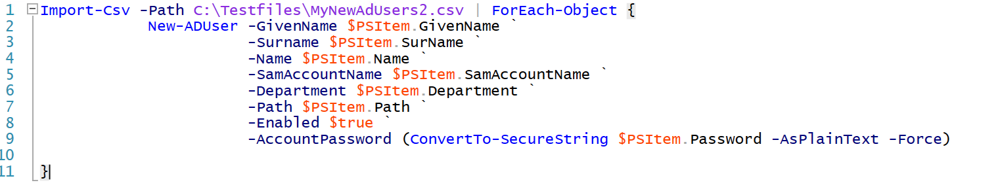 1 Import-Csv -Path C:\Testfiles\MyNewAdUsers2.csv | ForEach-Object {
2 New-ADUser -GivenName $PSItem.GivenName `
3 -Surname $PSItem.SurName `
4 -Name $PSItem.Name `
5 -SamAccountName $PSItem.SamAccountName `
6 -Department $PSItem.Department `
7 -Path $PSItem.Path `
8 -Enabled $true `
9 -AccountPassword (ConvertTo-SecureString $PSItem.Password -AsPlainText -Force)
10
11 }